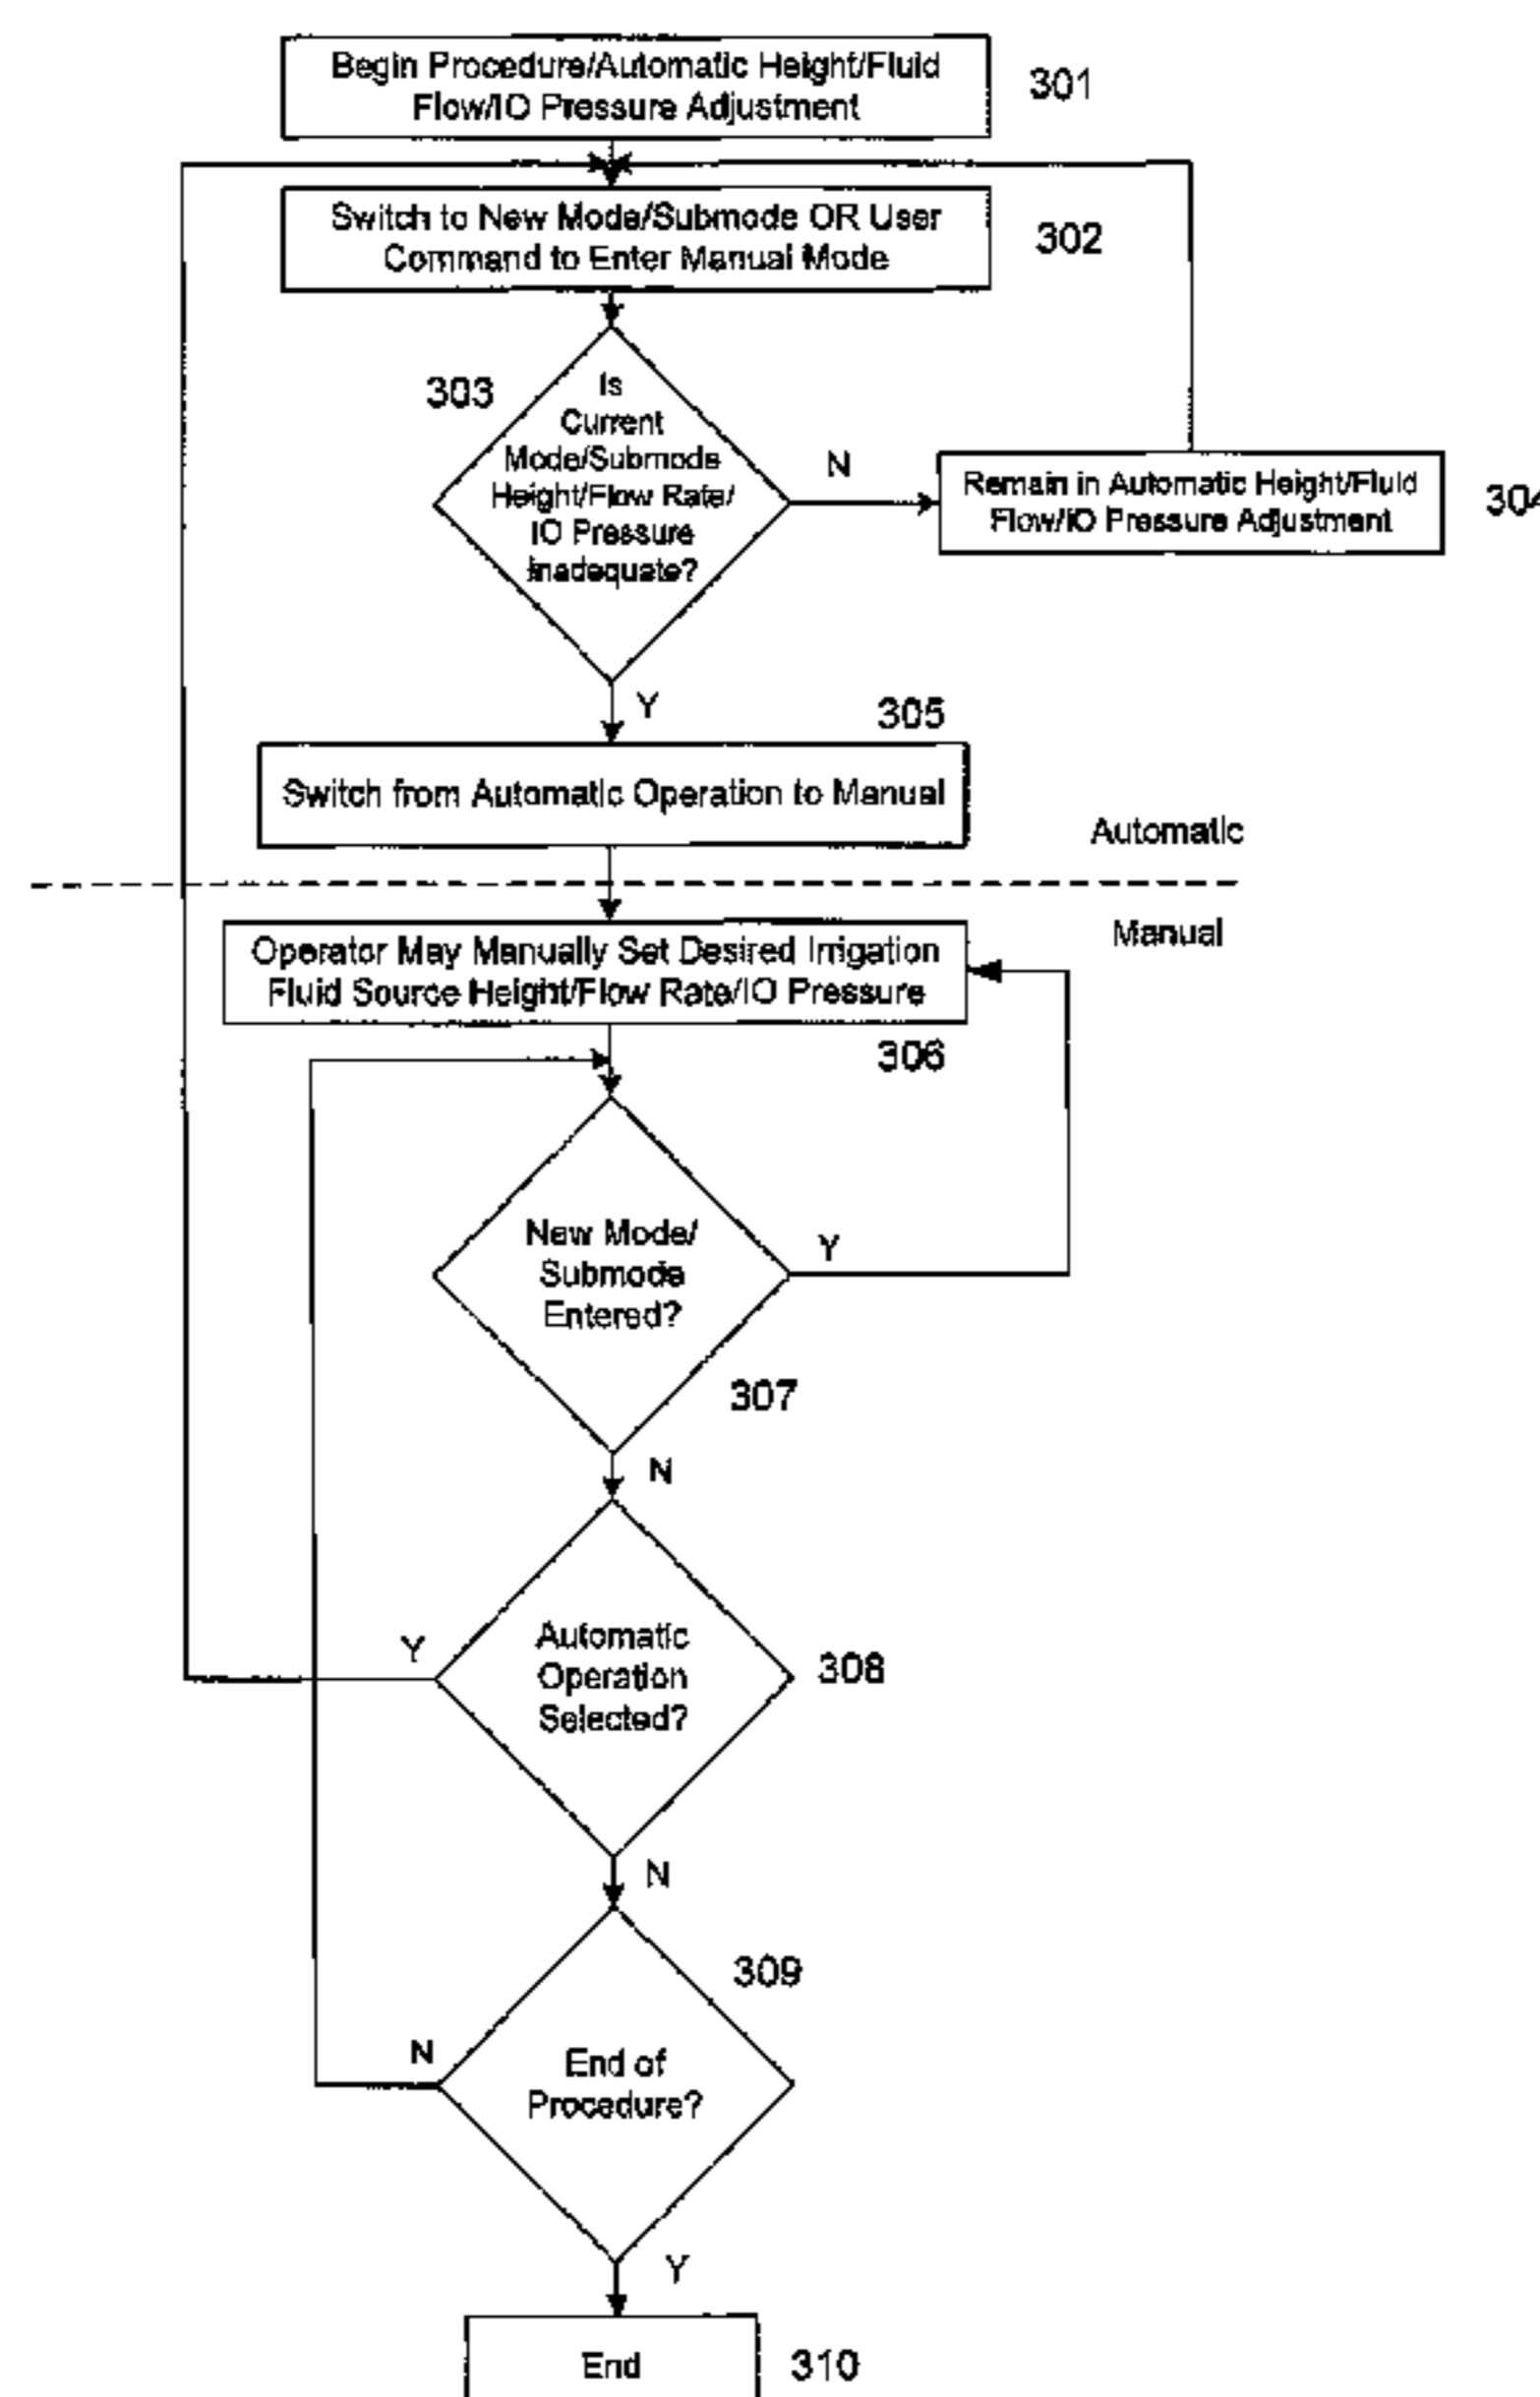 Begin Procedure/Automatic Height/Fluid
Flow/IO Pressure Adjustment
301
Switch to New Mode/Submode OR User
Command to Enter Manual Mode
302
303
Is
Current
Mode/Submode
Height/Flow Rate/
IO Pressure
Inadequate?
N
Remain in Automatic Height/Fluid
Flow/IO Pressure Adjustment
304
Y
305
Switch from Automatic Operation to Manual
Automatic
Manual
Operator May Manually Set Desired Irrigation
Fluid Source Height/Flow Rate/IO Pressure
306
New Mode/
Submode
Entered?
Y
307
N
Automatic
Operation
Selected?
Y
308
N
309
End of
Procedure?
N
Y
End
310